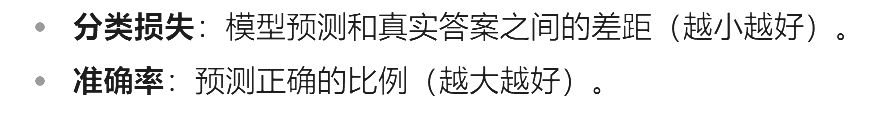 • 分类损失：模型预测和真实答案之间的差距（越小越好）。
• 准确率：预测正确的比例（越大越好）。